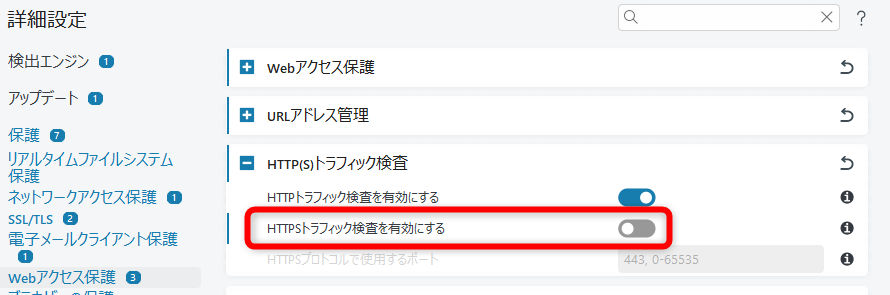 詳細設定
?
検出エンジン 1
アップデート 1
保護 7
リアルタイムファイルシステム
保護
ネットワークアクセス保護 1
SSL/TLS 2
電子メールクライアント保護
1
Webアクセス保護 3
ブラウザーの保護
Webアクセス保護
URLアドレス管理
HTTP(S)トラフィック検査
HTTPトラフィック検査を有効にする
HTTPSトラフィック検査を有効にする
HTTPSプロトコルで使用するポート
443, 0-65535